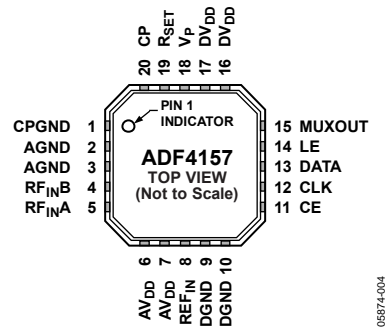 20 CP
19 RSET
18 VP
17 DVDD
16 DVDD
PIN 1
INDICATOR
CPGND 1
AGND 2
AGND 3
RFINB 4
RFINA 5
ADF4157
TOP VIEW
(Not to Scale)
15 MUXOUT
14 LE
13 DATA
12 CLK
11 CE
AVDD 6
AVDD 7
REFIN 8
DGND 9
DGND 10
05874-004